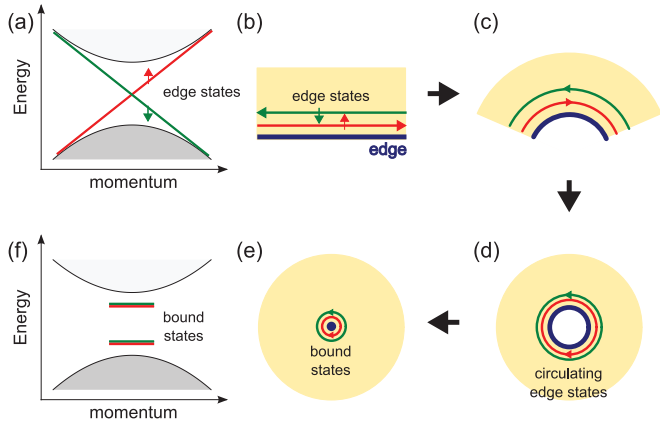 (a)
Energy
edge states
momentum
(b)
edge states
edge
(c)
(f)
Energy
bound
states
momentum
(e)
bound
states
(d)
circulating
edge states